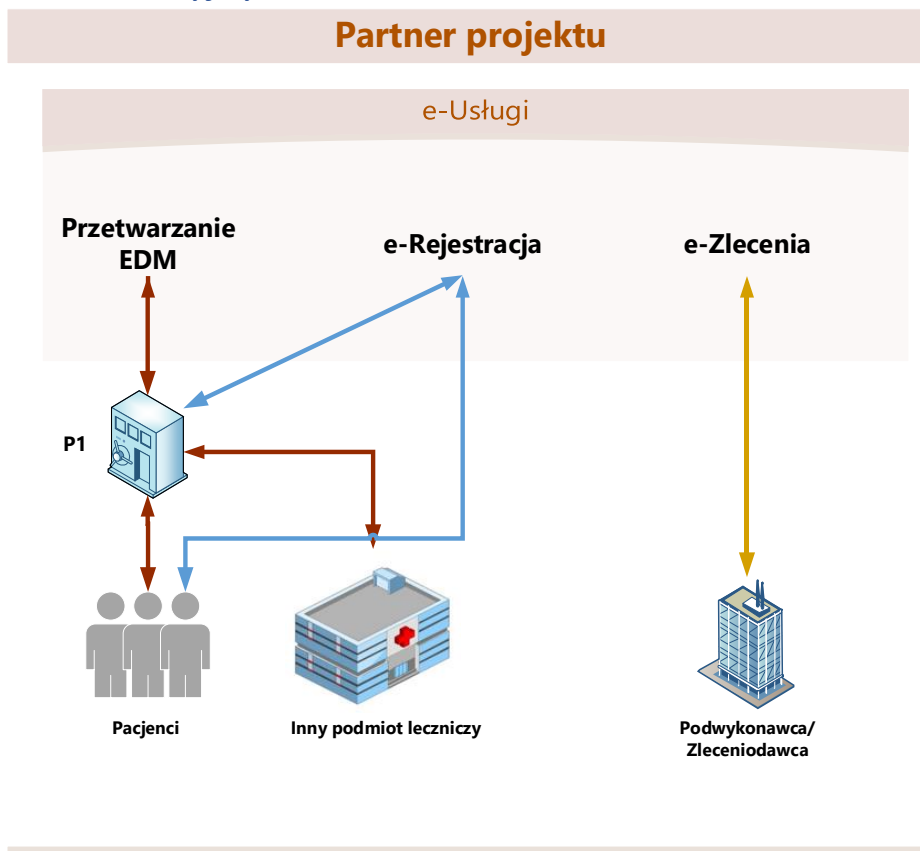 Partner projektu
e-Usługi
Przetwarzanie
EDM
e-Rejestracja
e-Zlecenia
P1
Pacjenci
Inny podmiot leczniczy
Podwykonawca/
Zleceniodawca